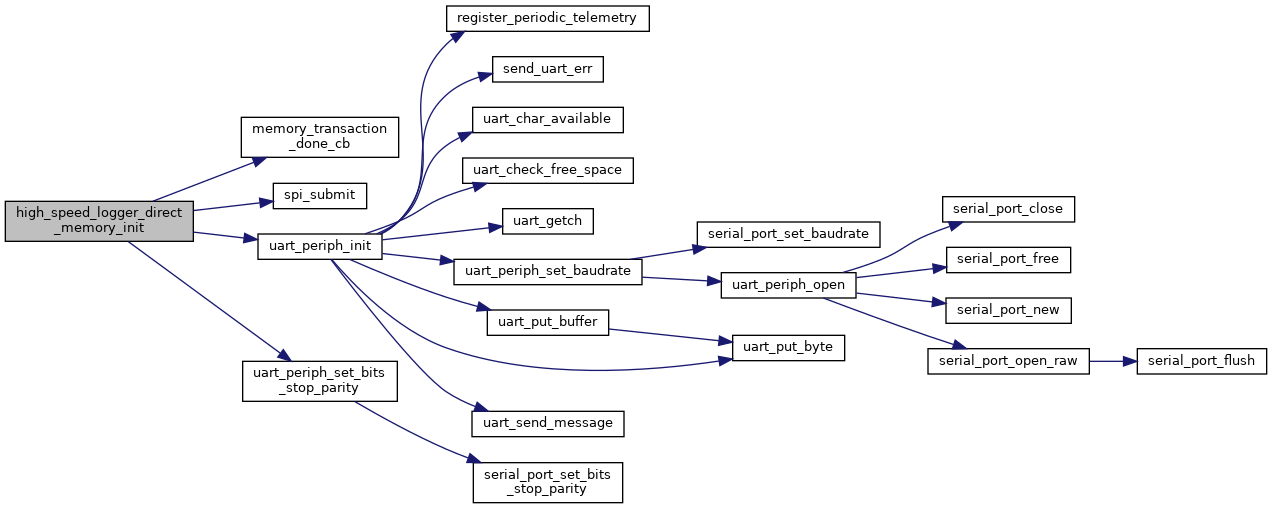 register_periodic_telemetry
send_uart_err
uart_char_available
memory_transaction
_done_cb
uart_check_free_space
spi_submit
high_speed_logger_direct
_memory_init
uart_getch
serial_port_close
uart_periph_init
serial_port_set_baudrate
uart_periph_set_baudrate
serial_port_free
uart_periph_open
serial_port_new
uart_put_buffer
uart_put_byte
serial_port_open_raw
serial_port_flush
uart_periph_set_bits
_stop_parity
uart_send_message
serial_port_set_bits
_stop_parity